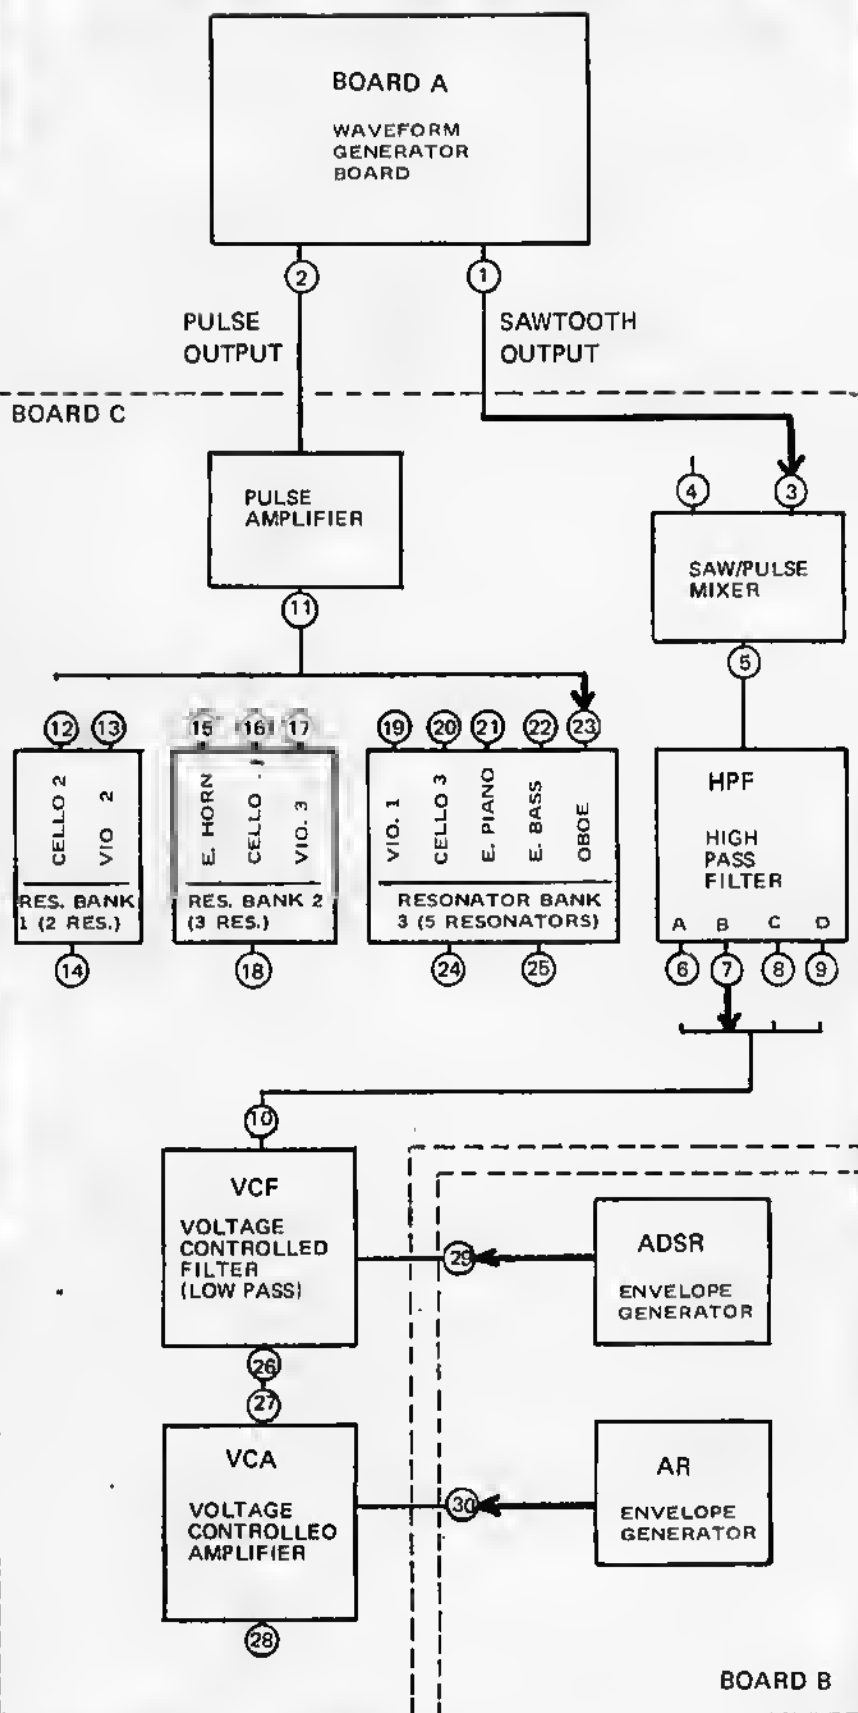 BOARD A
WAVEFORM
GENERATOR
BOARD
2
1
PULSE
OUTPUT
SAWTOOTH
OUTPUT
BOARD C
PULSE
AMPLIFIER
4
3
SAW/PULSE
MIXER
11
5
12 13 15 16 17 19 20 21 22 23
CELLO 2
VIO 2
E. HORN
CELLO 1
VIO. 3
VIO. 1
CELLO 3
E. PIANO
E. BASS
OBOE
RES. BANK
1 (2 RES.)
RES. BANK 2
(3 RES.)
RESONATOR BANK
3 (5 RESONATORS)
HPF
HIGH
PASS
FILTER
A B C D
14 18 24 25 6 7 8 9
10
VCF
VOLTAGE
CONTROLLED
FILTER
(LOW PASS)
29
ADSR
ENVELOPE
GENERATOR
26
27
VCA
VOLTAGE
CONTROLLEO
AMPLIFIER
30
AR
ENVELOPE
GENERATOR
28
BOARD B